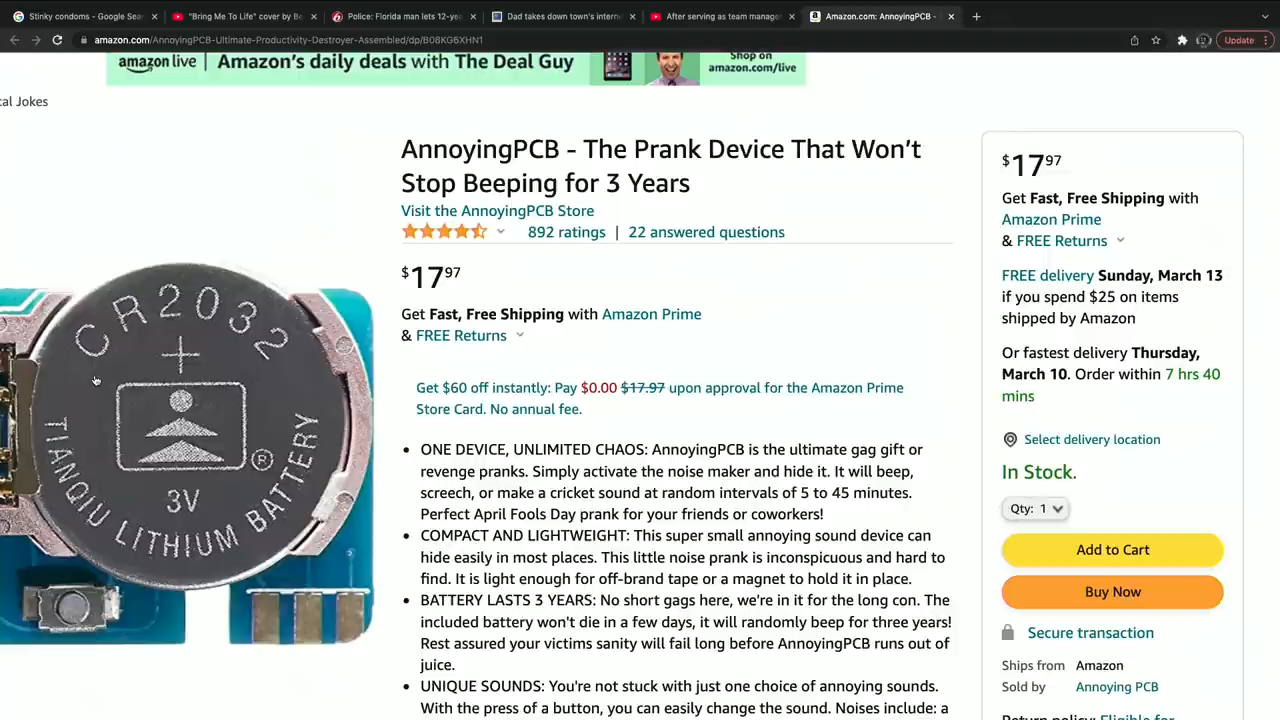 Stinky condoms - Google Sea
"Bring Me To Life" cover by Be
Police: Florida man lets 12-ye
Dad takes down town's intern
After serving as team manage
Amazon.com: AnnoyingPCB -
amazon.com/AnnoyingPCB-Ultimate-Productivity-Destroyer-Assembled/dp/B08KG6XHN1
Update
amazon live | Amazon's daily deals with The Deal Guy
Shop on
amazon.com/live
cal Jokes
AnnoyingPCB - The Prank Device That Won't
Stop Beeping for 3 Years
Visit the AnnoyingPCB Store
892 ratings | 22 answered questions
$17 97
Get Fast, Free Shipping with Amazon Prime
& FREE Returns
Get $60 off instantly: Pay $0.00 $17.97 upon approval for the Amazon Prime
Store Card. No annual fee.
• ONE DEVICE, UNLIMITED CHAOS: AnnoyingPCB is the ultimate gag gift or
revenge pranks. Simply activate the noise maker and hide it. It will beep,
screech, or make a cricket sound at random intervals of 5 to 45 minutes.
Perfect April Fools Day prank for your friends or coworkers!
• COMPACT AND LIGHTWEIGHT: This super small annoying sound device can
hide easily in most places. This little noise prank is inconspicuous and hard to
find. It is light enough for off-brand tape or a magnet to hold it in place.
• BATTERY LASTS 3 YEARS: No short gags here, we're in it for the long con. The
included battery won't die in a few days, it will randomly beep for three years!
Rest assured your victims sanity will fail long before AnnoyingPCB runs out of
juice.
• UNIQUE SOUNDS: You're not stuck with just one choice of annoying sounds.
With the press of a button, you can easily change the sound. Noises include: a
CR2032
+
®
3V
TIANQIU LITHIUM BATTERY
$17 97
Get Fast, Free Shipping with
Amazon Prime
& FREE Returns
FREE delivery Sunday, March 13
if you spend $25 on items
shipped by Amazon
Or fastest delivery Thursday,
March 10. Order within 7 hrs 40
mins
Select delivery location
In Stock.
Qty: 1
Add to Cart
Buy Now
Secure transaction
Ships from Amazon
Sold by Annoying PCB
Return policy: Eligible for